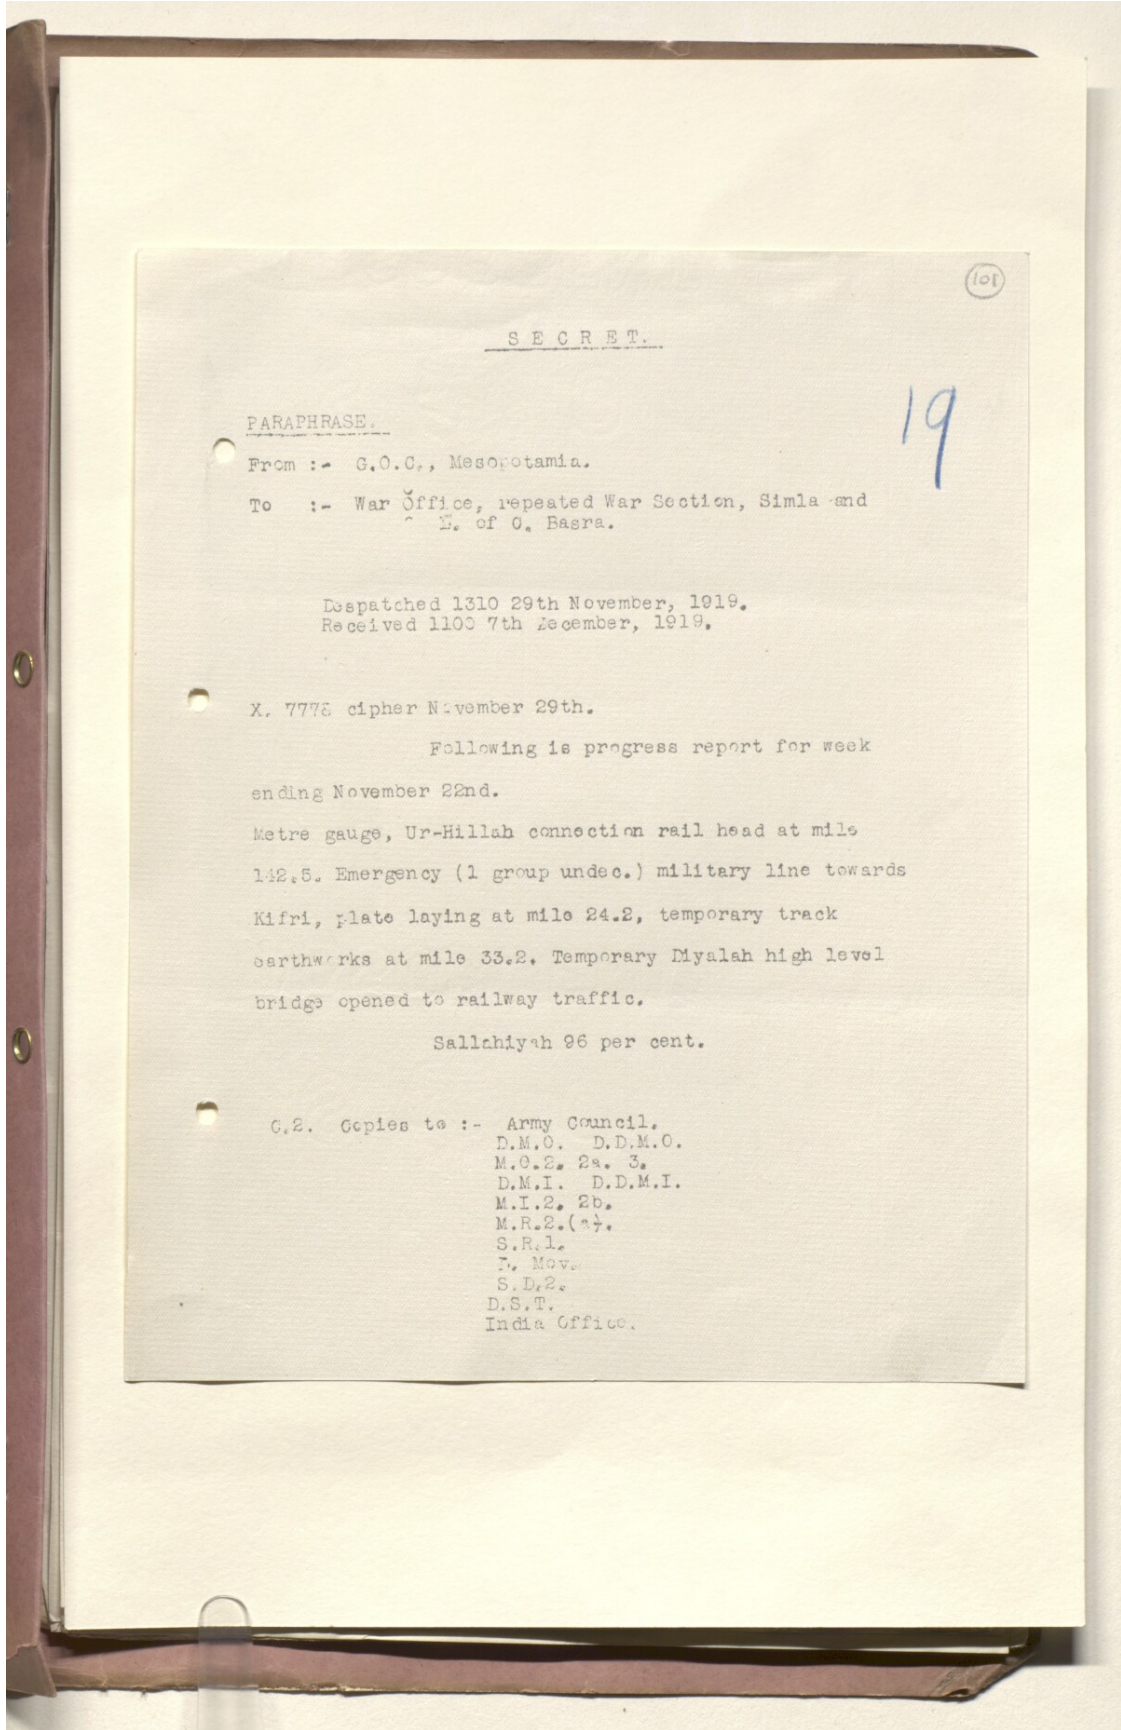 101
S E C R E T.
19
PARAPHRASE.
From :- G.O.C., Mesopotamia.
To :- War Office, repeated War Section, Simla and
of C. Basra.
Despatched 1310 29th November, 1919.
Received 1100 7th December, 1919.
X. 7778 cipher November 29th.
Following is progress report for week
ending November 22nd.
Metre gauge, Ur-Hillah connection rail head at mile
142.5. Emergency (1 group undec.) military line towards
Kifri, plate laying at mile 24.2, temporary track
earthworks at mile 33.2. Temporary Diyalah high level
bridge opened to railway traffic.
Sallahiyah 96 per cent.
C.2. Copies to :- Army Council.
D.M.O. D.D.M.O.
M.O.2. 2a. 3.
D.M.I. D.D.M.I.
M.I.2. 2b.
M.R.2.(a).
S.R.1.
Mov.
S.D.2.
D.S.T.
India Office.